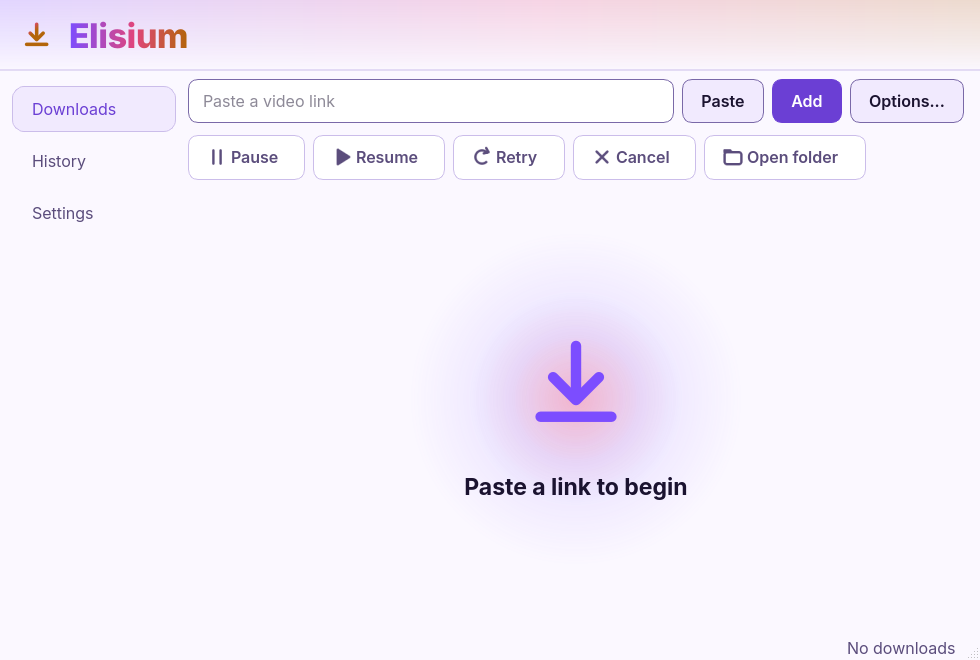 Elisium
Downloads
History
Settings
Paste a video link
Paste
Add
Options...
Pause
Resume
Retry
Cancel
Open folder
Paste a link to begin
No downloads